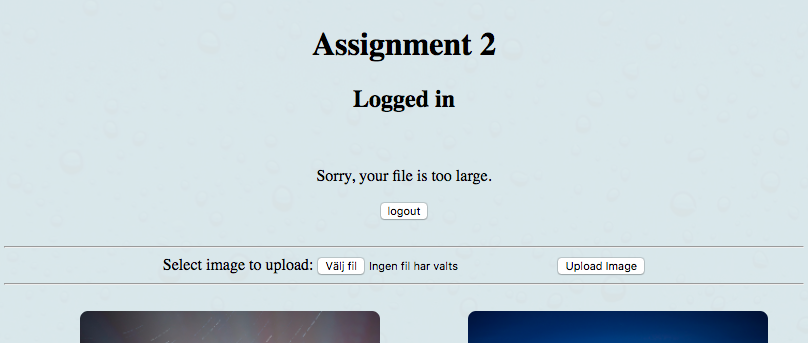 Assignment 2
Logged in
Sorry, your file is too large.
logout
Select image to upload: Välj fil Ingen fil har valts Upload Image